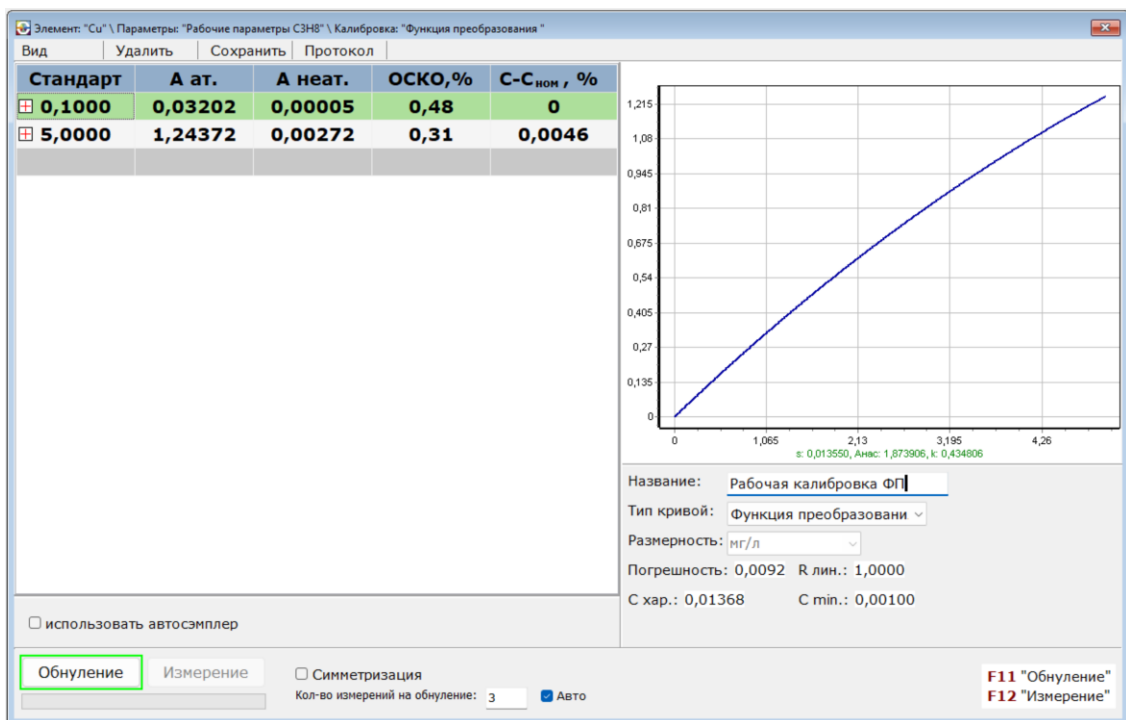 Элемент: "Cu" \ Параметры: "Рабочие параметры C3H8" \ Калибровка: "Функция преобразования "
Вид Удалить Сохранить Протокол
Стандарт А ат. А неат. ОСКО,% С-Сном , %
0,1000 0,03202 0,00005 0,48 0
5,0000 1,24372 0,00272 0,31 0,0046
1,215
1,08
0,945
0,81
0,675
0,54
0,405
0,27
0,135
0
0 1,065 2,13 3,195 4,26
s: 0,013550, Анас: 1,873906, k: 0,434806
Название: Рабочая калибровка ФП
Тип кривой: Функция преобразовани
Размерность: мг/л
Погрешность: 0,0092 R лин.: 1,0000
С хар.: 0,01368 C min.: 0,00100
использовать автосэмплер
Обнуление Измерение
Симметризация
Кол-во измерений на обнуление: 3 Авто
F11 "Обнуление"
F12 "Измерение"